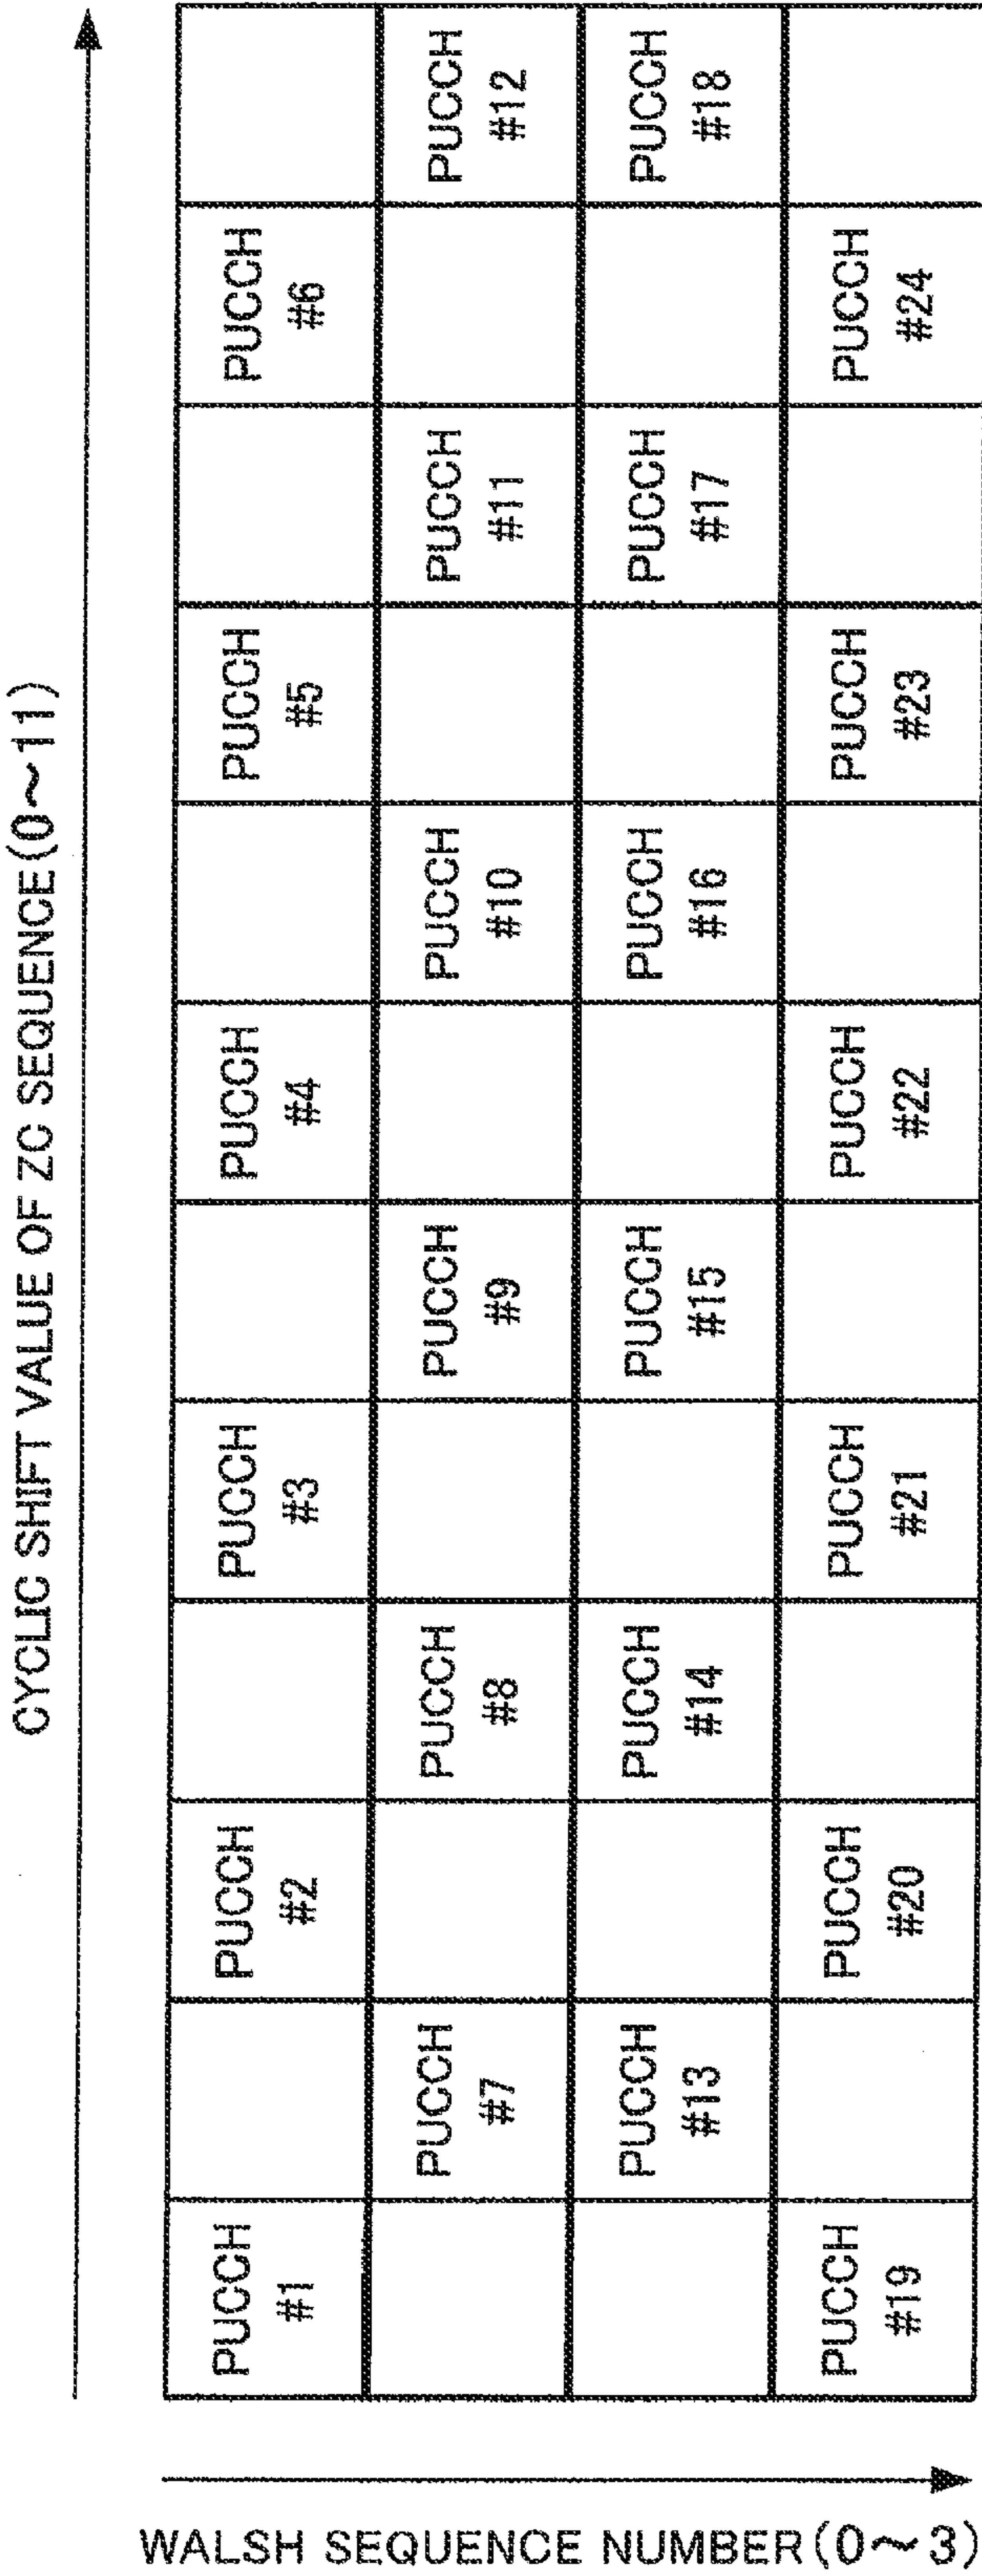 CYCLIC SHIFT VALUE OF ZC SEQUENCE(0~11)
WALSH SEQUENCE NUMBER(0~3)
PUCCH
#1
PUCCH
#2
PUCCH
#3
PUCCH
#4
PUCCH
#5
PUCCH
#6
PUCCH
#7
PUCCH
#8
PUCCH
#9
PUCCH
#10
PUCCH
#11
PUCCH
#12
PUCCH
#13
PUCCH
#14
PUCCH
#15
PUCCH
#16
PUCCH
#17
PUCCH
#18
PUCCH
#19
PUCCH
#20
PUCCH
#21
PUCCH
#22
PUCCH
#23
PUCCH
#24